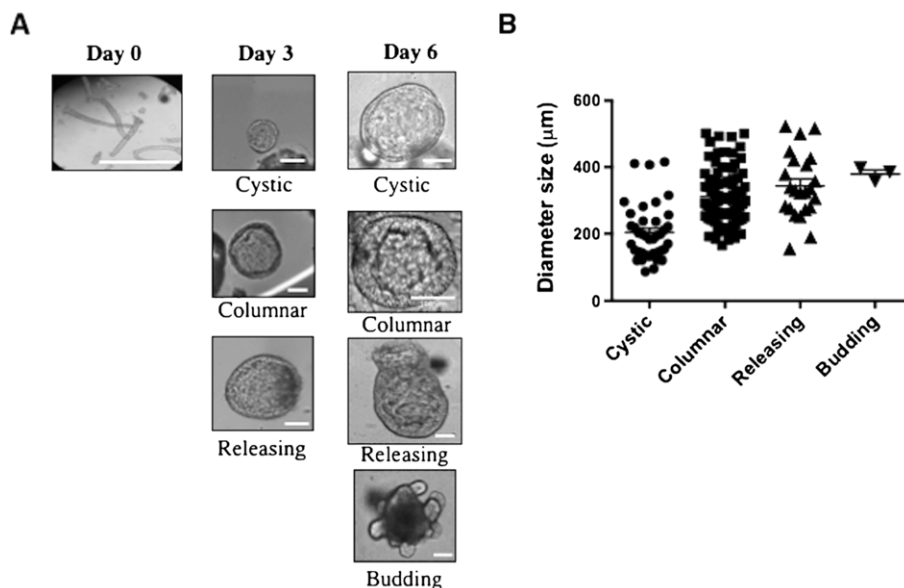 A
Day 0
Day 3
Day 6
Cystic
Cystic
Columnar
Columnar
Releasing
Releasing
Budding
B
Diameter size (μm)
600
400
200
0
Cystic
Columnar
Releasing
Budding